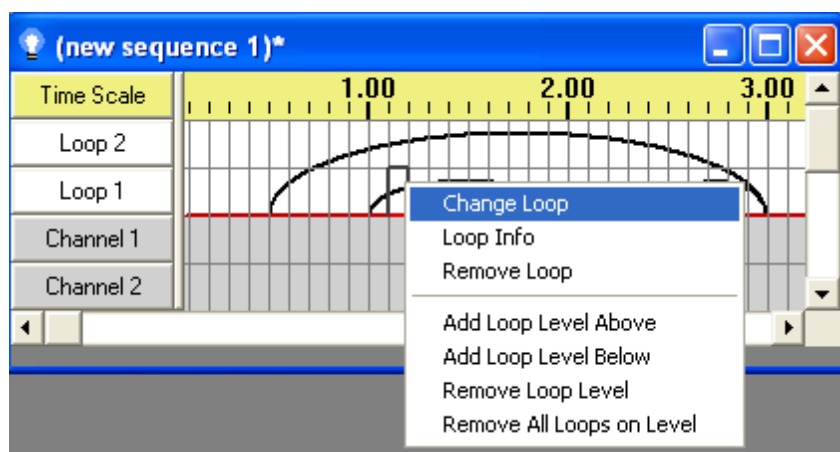 (new sequence 1)*
Time Scale 1.00 2.00 3.00
Loop 2
Loop 1
Channel 1
Channel 2
Change Loop
Loop Info
Remove Loop
Add Loop Level Above
Add Loop Level Below
Remove Loop Level
Remove All Loops on Level